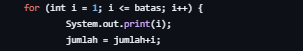 for (int i = 1; i <= batas; i++) {
System.out.print(i);
jumlah = jumlah+i;